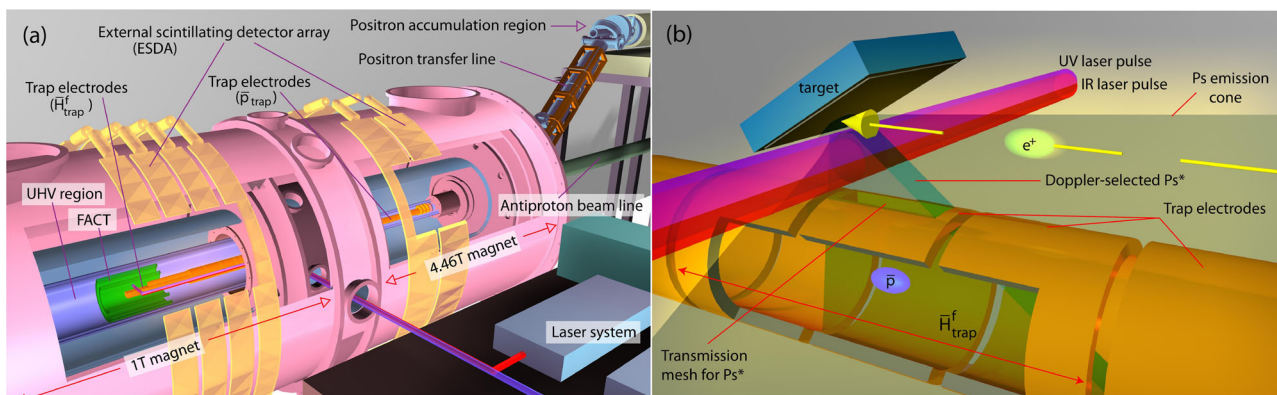 (a)
External scintillating detector array
(ESDA)
Positron accumulation region
Positron transfer line
Trap electrodes
(H̅ᶠtrap)
Trap electrodes
(p̅trap)
UHV region
FACT
Antiproton beam line
4.46T magnet
1T magnet
Laser system
(b)
UV laser pulse
IR laser pulse
Ps emission
cone
target
e⁺
Doppler-selected Ps*
Trap electrodes
p̅
H̅ᶠtrap
Transmission
mesh for Ps*